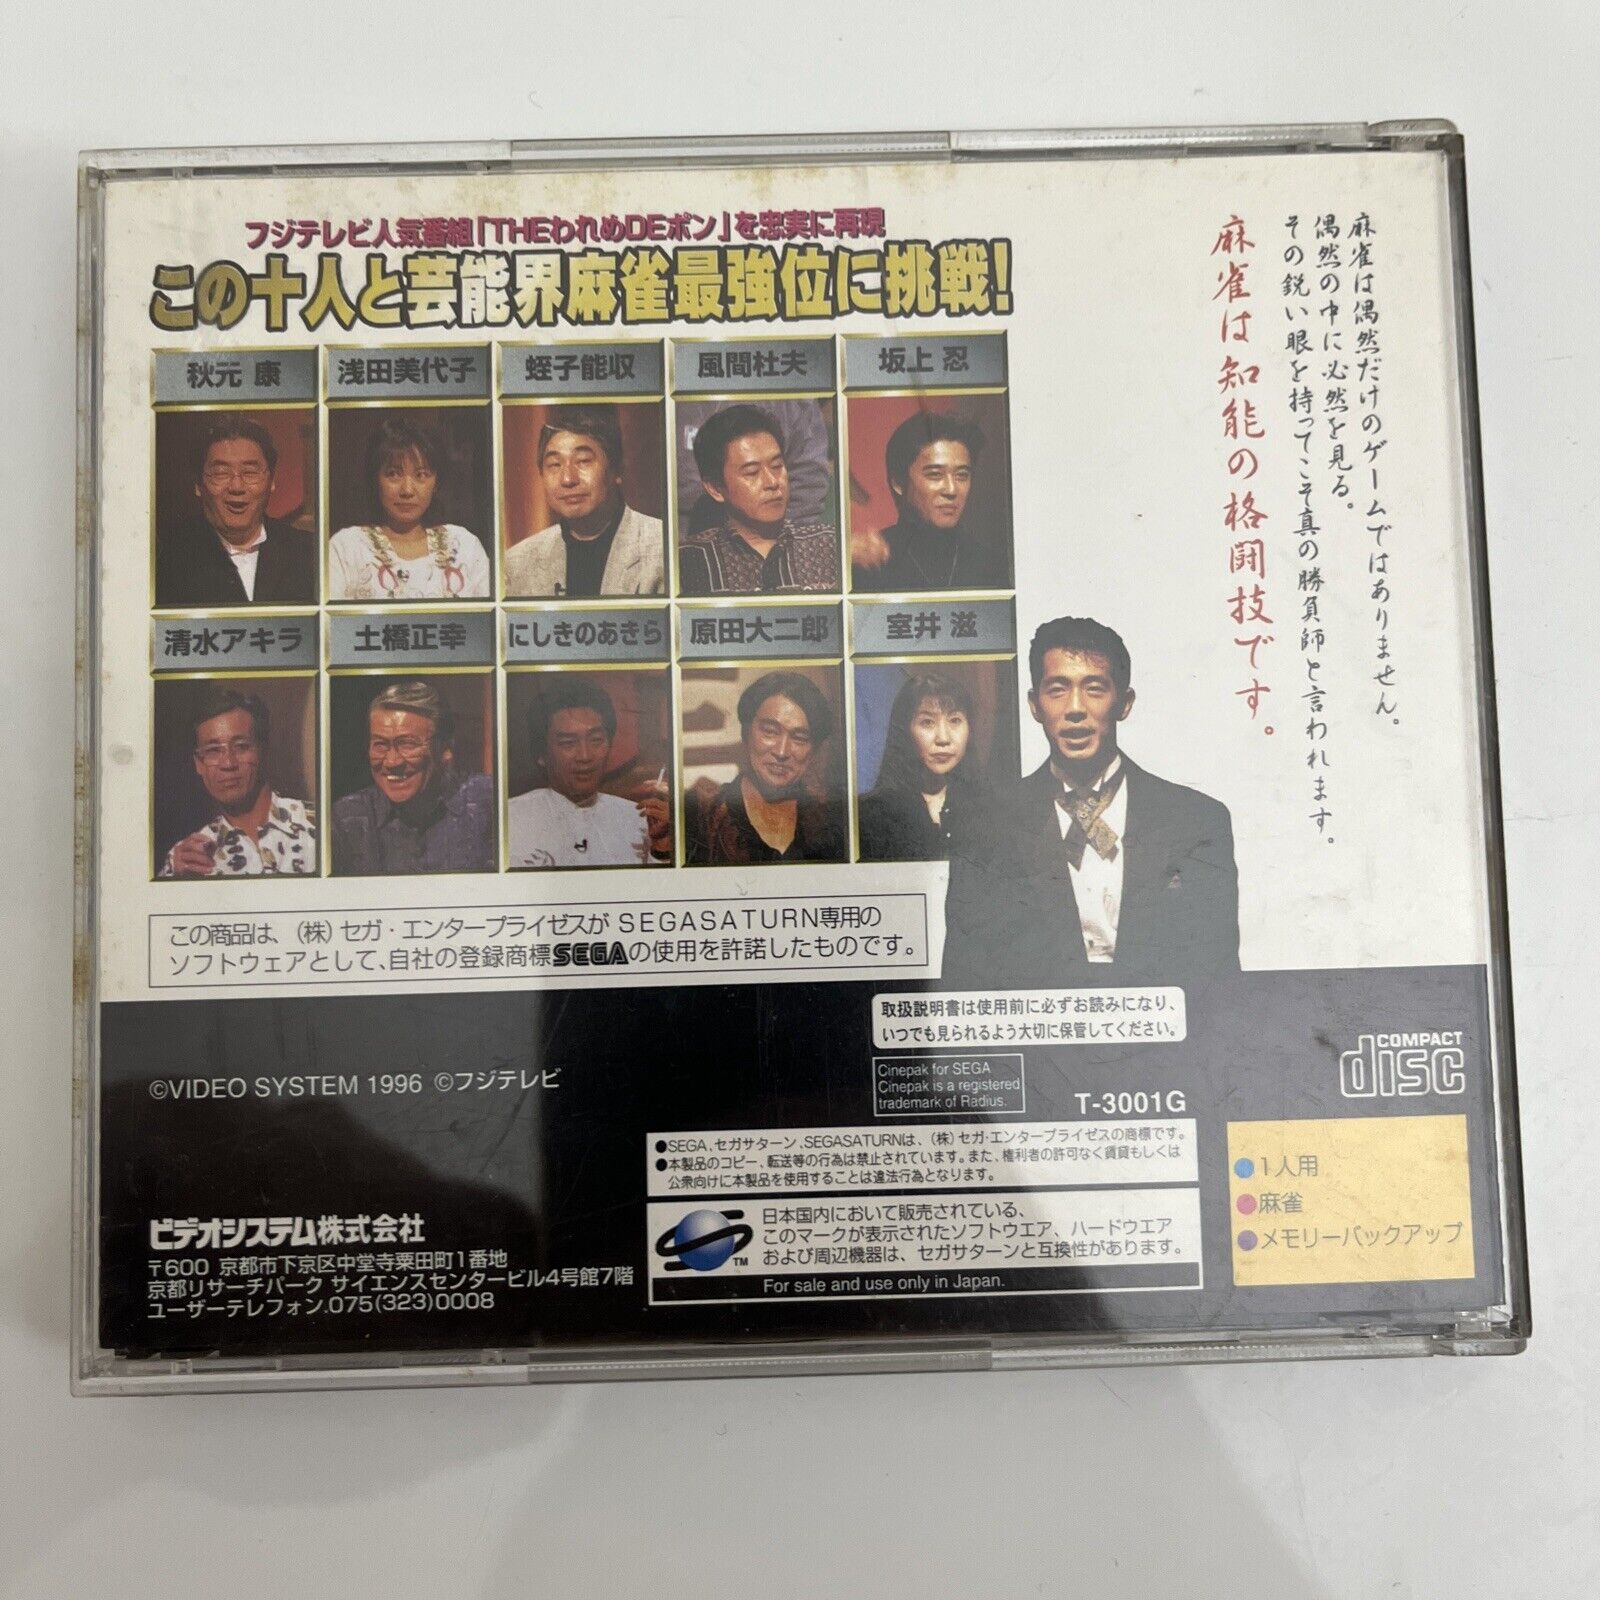 フジテレビ人気番組「THEわれめDEポン」を忠実に再現
この十人と芸能界麻雀最強位に挑戦!
秋元 康
浅田美代子
蛭子能収
風間杜夫
坂上 忍
清水アキラ
土橋正幸
にしきのあきら
原田大二郎
室井 滋
麻雀は偶然だけのゲームではありません。
偶然の中に必然を見る。
その鋭い眼を持ってこそ真の勝負師と言われます。
麻雀は知能の格闘技です。
この商品は、(株)セガ・エンタープライゼスがSEGASATURN専用の
ソフトウェアとして、自社の登録商標SEGAの使用を許諾したものです。
取扱説明書は使用前に必ずお読みになり、
いつでも見られるよう大切に保管してください。
©VIDEO SYSTEM 1996 ©フジテレビ
Cinepak for SEGA
Cinepak is a registered
trademark of Radius.
T-3001G
COMPACT
disc
●SEGA、セガサターン、SEGASATURNは、(株)セガ・エンタープライゼスの商標です。
●本製品のコピー、転送等の行為は禁止されています。また、権利者の許可なく賃貸もしくは
公衆向けに本製品を使用することは違法行為となります。
TM
日本国内において販売されている、
このマークが表示されたソフトウエア、ハードウエア
および周辺機器は、セガサターンと互換性があります。
For sale and use only in Japan.
●1人用
●麻雀
●メモリーバックアップ
ビデオシステム株式会社
〒600 京都市下京区中堂寺粟田町1番地
京都リサーチパーク サイエンスセンタービル4号館7階
ユーザーテレフォン.075(323)0008